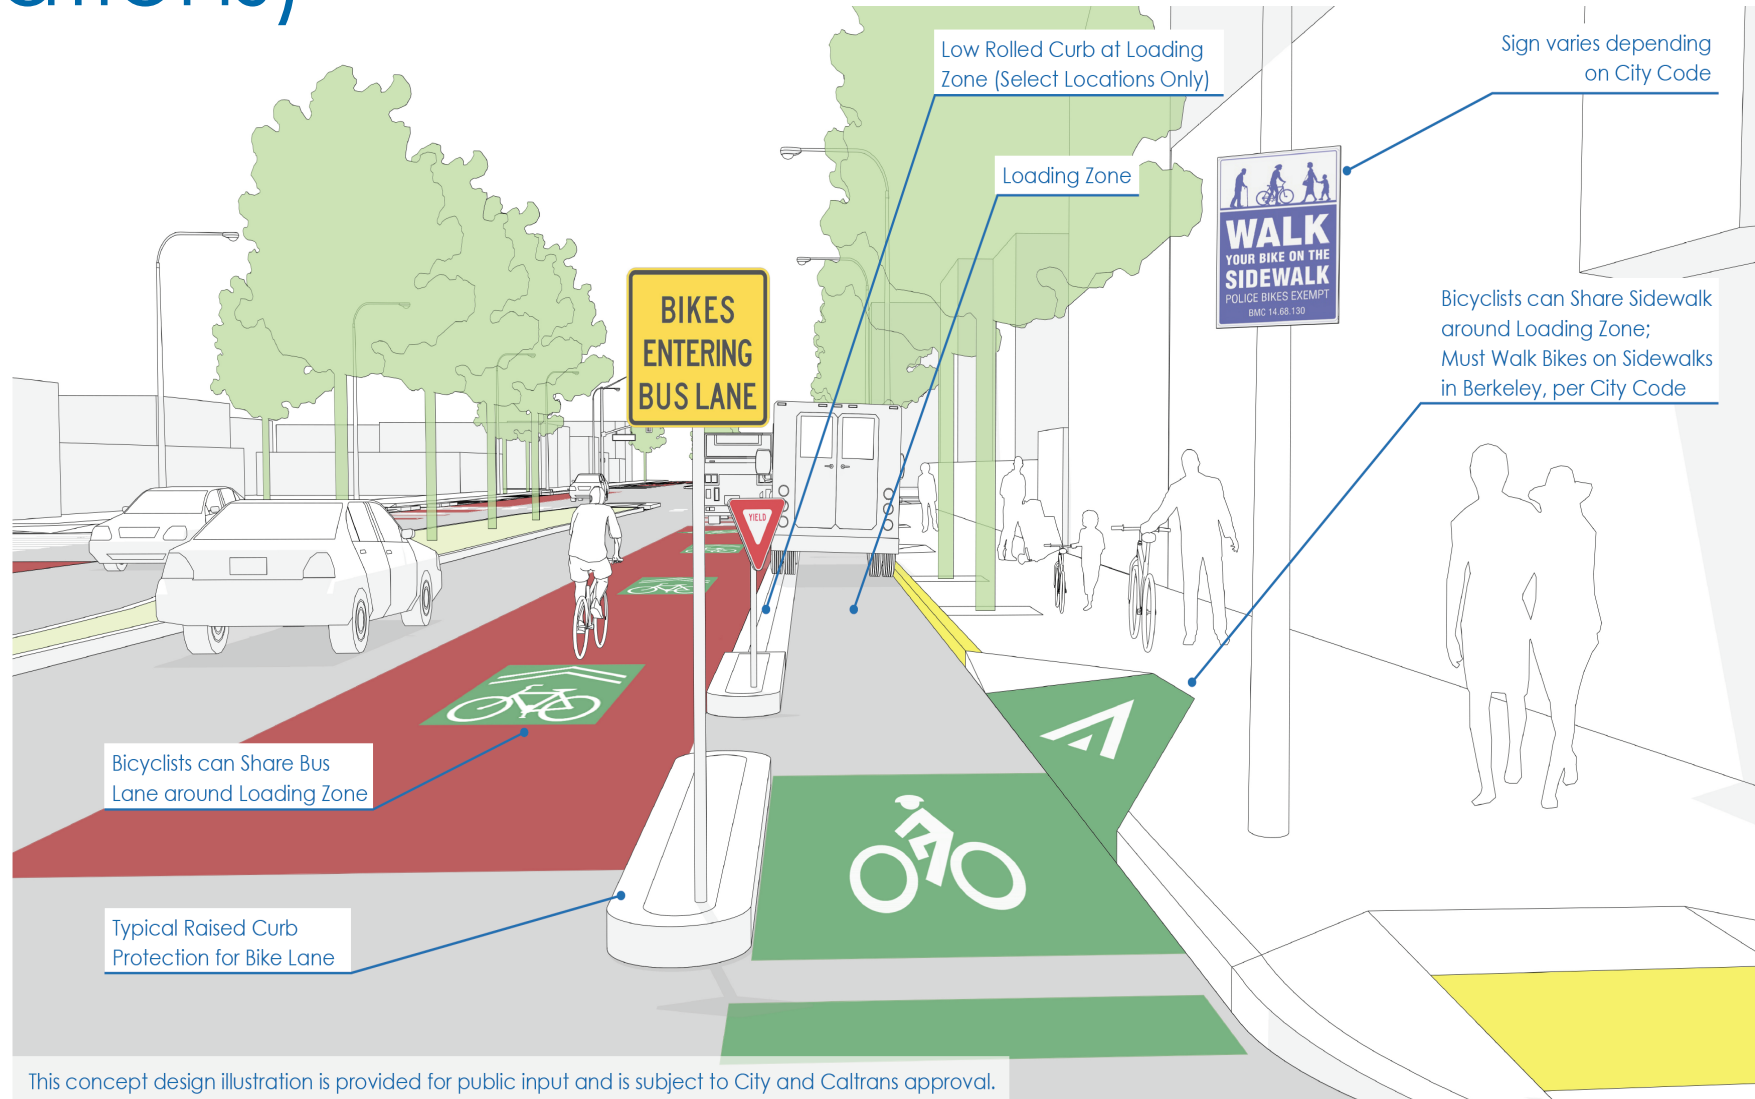 Low Rolled Curb at Loading
Zone (Select Locations Only)
Sign varies depending
on City Code
Loading Zone
WALK
YOUR BIKE ON THE
SIDEWALK
POLICE BIKES EXEMPT
BMC 14.68.130
BIKES
ENTERING
BUS LANE
Bicyclists can Share Sidewalk
around Loading Zone;
Must Walk Bikes on Sidewalks
in Berkeley, per City Code
YIELD
Bicyclists can Share Bus
Lane around Loading Zone
Typical Raised Curb
Protection for Bike Lane
This concept design illustration is provided for public input and is subject to City and Caltrans approval.